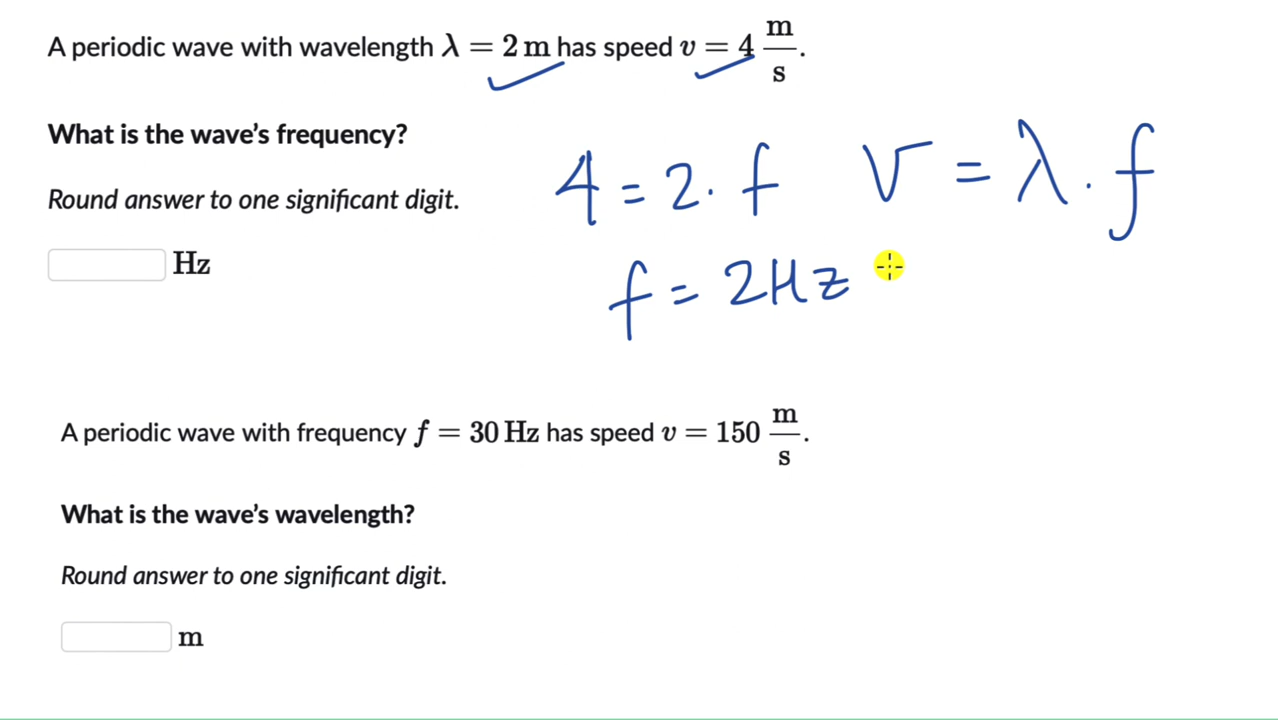 A periodic wave with wavelength λ = 2 m has speed v = 4 m/s.
What is the wave's frequency?
4 = 2 · f
V = λ · f
Round answer to one significant digit.
Hz
f = 2Hz
A periodic wave with frequency f = 30 Hz has speed v = 150 m/s.
What is the wave's wavelength?
Round answer to one significant digit.
m